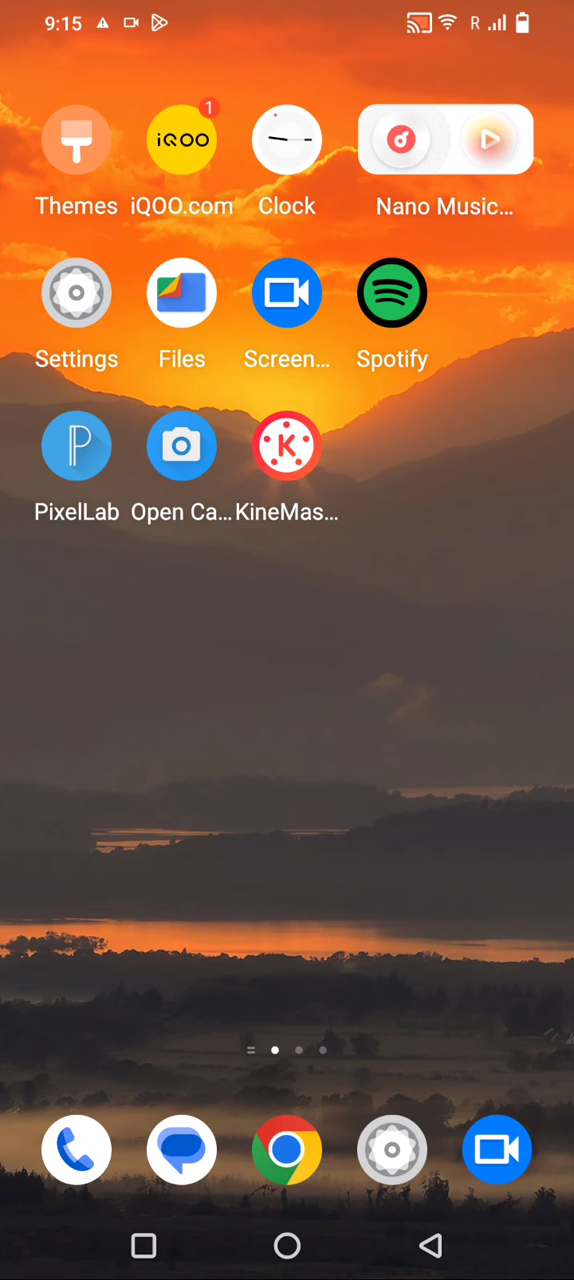 9:15
R
1
iQOO
Themes iQOO.com Clock Nano Music...
Settings Files Screen... Spotify
P
K
PixelLab Open Ca... KineMas...